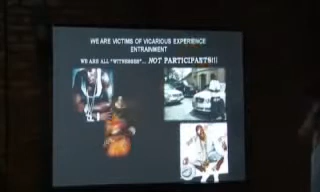 WE ARE VICTIMS OF VICARIOUS EXPERIENCE
ENTRAINMENT
WE ARE ALL "WITNESSES"... NOT PARTICIPANTS!!!